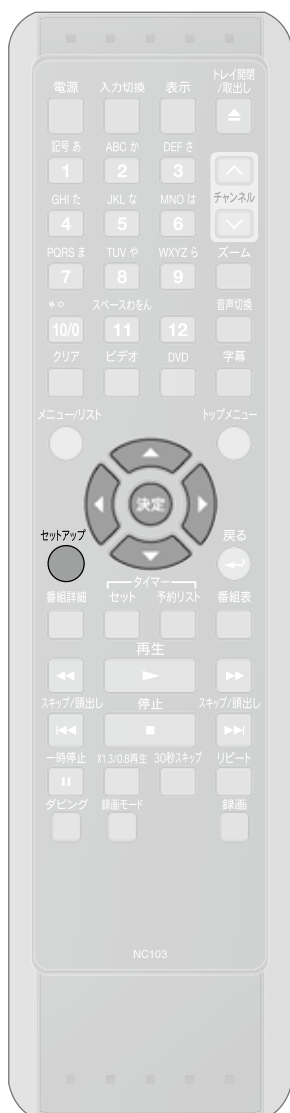 トレイ開閉
電源 入力切換 表示 /取出し
記号 あ ABC か DEF さ
1 2 3
GHI た JKL な MNO は チャンネル
4 5 6
PQRS ま TUV や WXYZ ら ズーム
7 8 9
゛゜ スペースわをん 音声切換
10/0 11 12
クリア ビデオ DVD 字幕
メニュー/リスト トップメニュー
決定
セットアップ 戻る
タイマー
番組詳細 セット 予約リスト 番組表
再生
スキップ/頭出し 停止 スキップ/頭出し
一時停止 X1.3/0.8再生 30秒スキップ リピート
ダビング 録画モード 録画
NC103